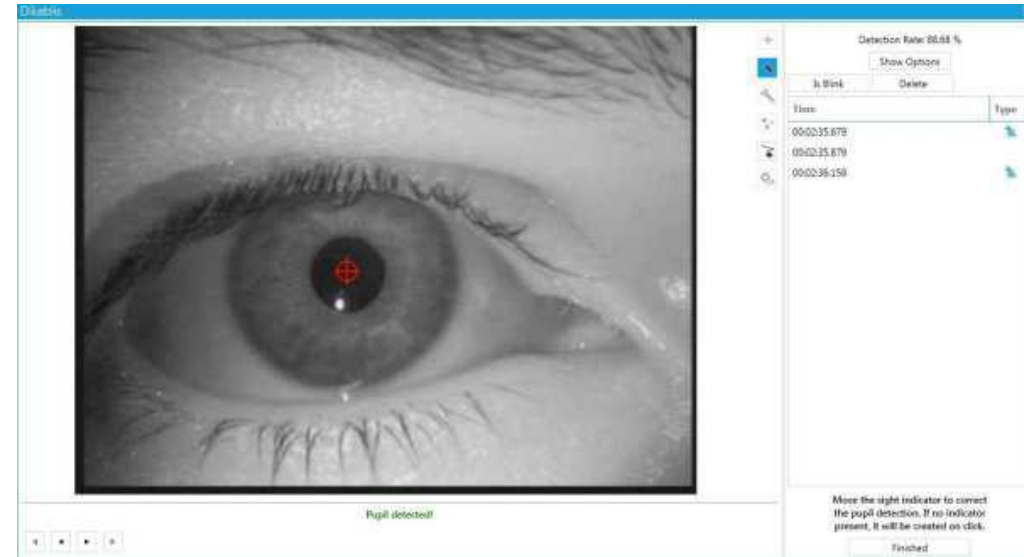 Dikablis
Detection Rate: 88.68 %
Show Options
Is Blink
Delete
Time
Type
00:02:35.679
00:02:35.879
00:02:36.159
Pupil detected!
Move the sight indicator to correct
the pupil detection. If no indicator
present, it will be created on click.
Finished